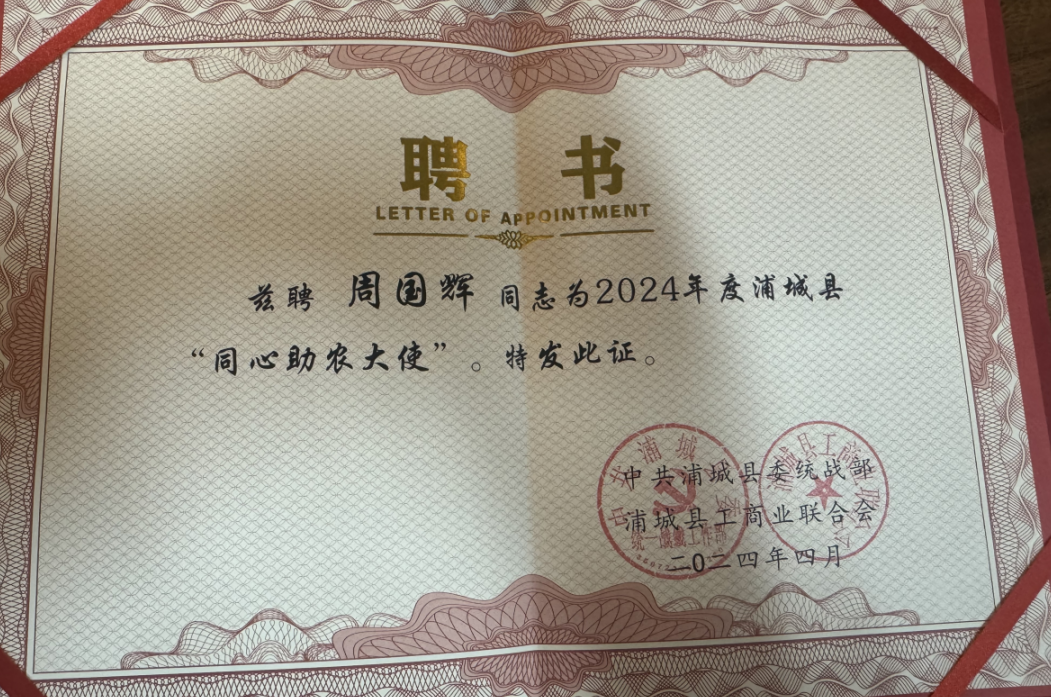 聘 书
LETTER OF APPOINTMENT
兹聘 周国辉 同志为2024年度浦城县
“同心助农大使”。特发此证。
中共浦城县委统战部
浦城县工商业联合会
二0二四年四月